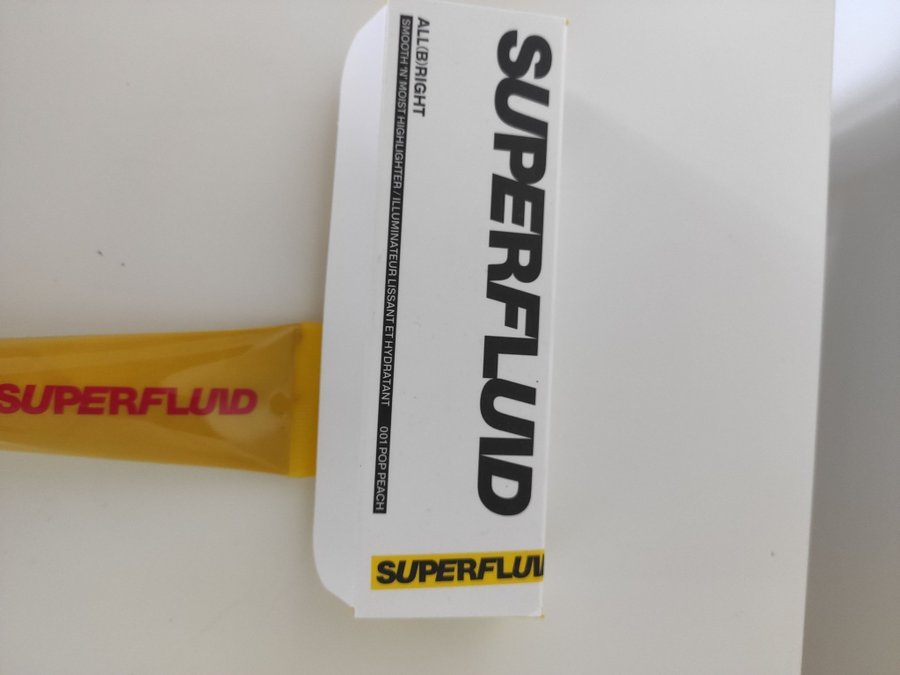 SUPERFLUID
ALL(B)RIGHT
SMOOTH 'N' MOIST HIGHLIGHTER / ILLUMINATEUR LISSANT ET HYDRATANT 001 POP PEACH
SUPERFLUID
SUPERFLUID